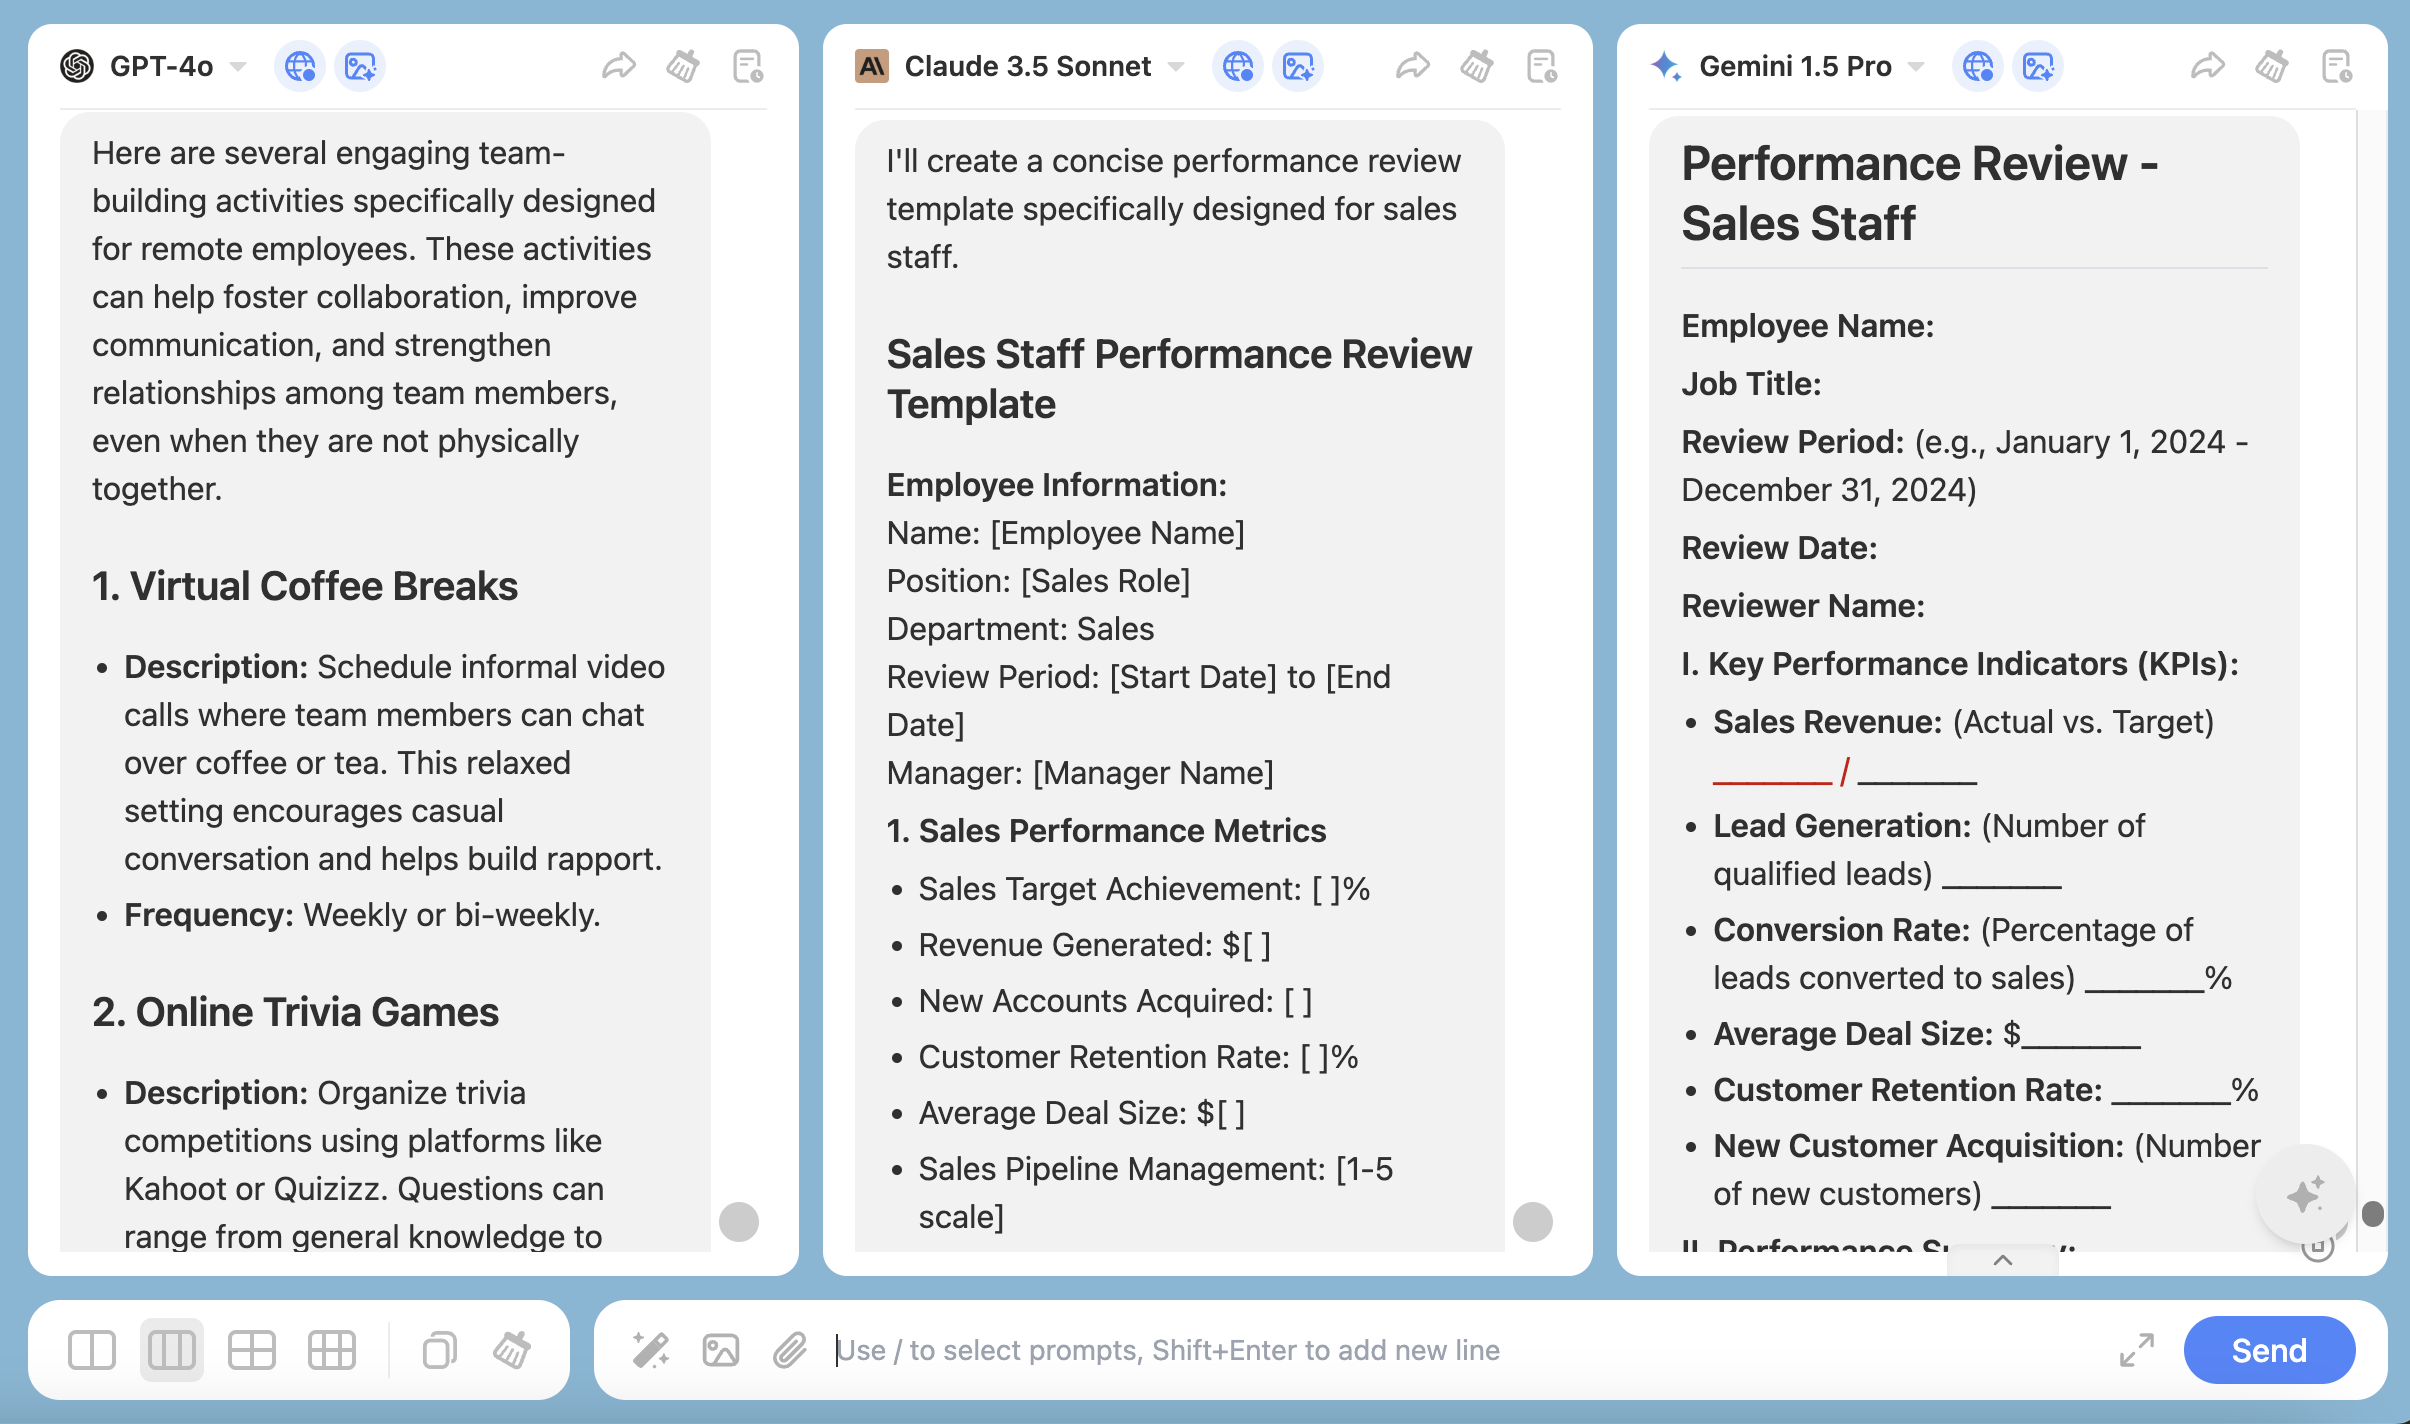 GPT-4o
Here are several engaging team-
building activities specifically designed
for remote employees. These activities
can help foster collaboration, improve
communication, and strengthen
relationships among team members,
even when they are not physically
together.
1. Virtual Coffee Breaks
• Description: Schedule informal video
calls where team members can chat
over coffee or tea. This relaxed
setting encourages casual
conversation and helps build rapport.
• Frequency: Weekly or bi-weekly.
2. Online Trivia Games
• Description: Organize trivia
competitions using platforms like
Kahoot or Quizizz. Questions can
range from general knowledge to
Claude 3.5 Sonnet
I'll create a concise performance review
template specifically designed for sales
staff.
Sales Staff Performance Review
Template
Employee Information:
Name: [Employee Name]
Position: [Sales Role]
Department: Sales
Review Period: [Start Date] to [End
Date]
Manager: [Manager Name]
1. Sales Performance Metrics
• Sales Target Achievement: [ ]%
• Revenue Generated: $[ ]
• New Accounts Acquired: [ ]
• Customer Retention Rate: [ ]%
• Average Deal Size: $[ ]
• Sales Pipeline Management: [1-5
scale]
Gemini 1.5 Pro
Performance Review -
Sales Staff
Employee Name:
Job Title:
Review Period: (e.g., January 1, 2024 -
December 31, 2024)
Review Date:
Reviewer Name:
I. Key Performance Indicators (KPIs):
• Sales Revenue: (Actual vs. Target)
_______ / _______
• Lead Generation: (Number of
qualified leads) _______
• Conversion Rate: (Percentage of
leads converted to sales) _______%
• Average Deal Size: $_______
• Customer Retention Rate: _______%
• New Customer Acquisition: (Number
of new customers) _______
II. Performance
Use / to select prompts, Shift+Enter to add new line
Send